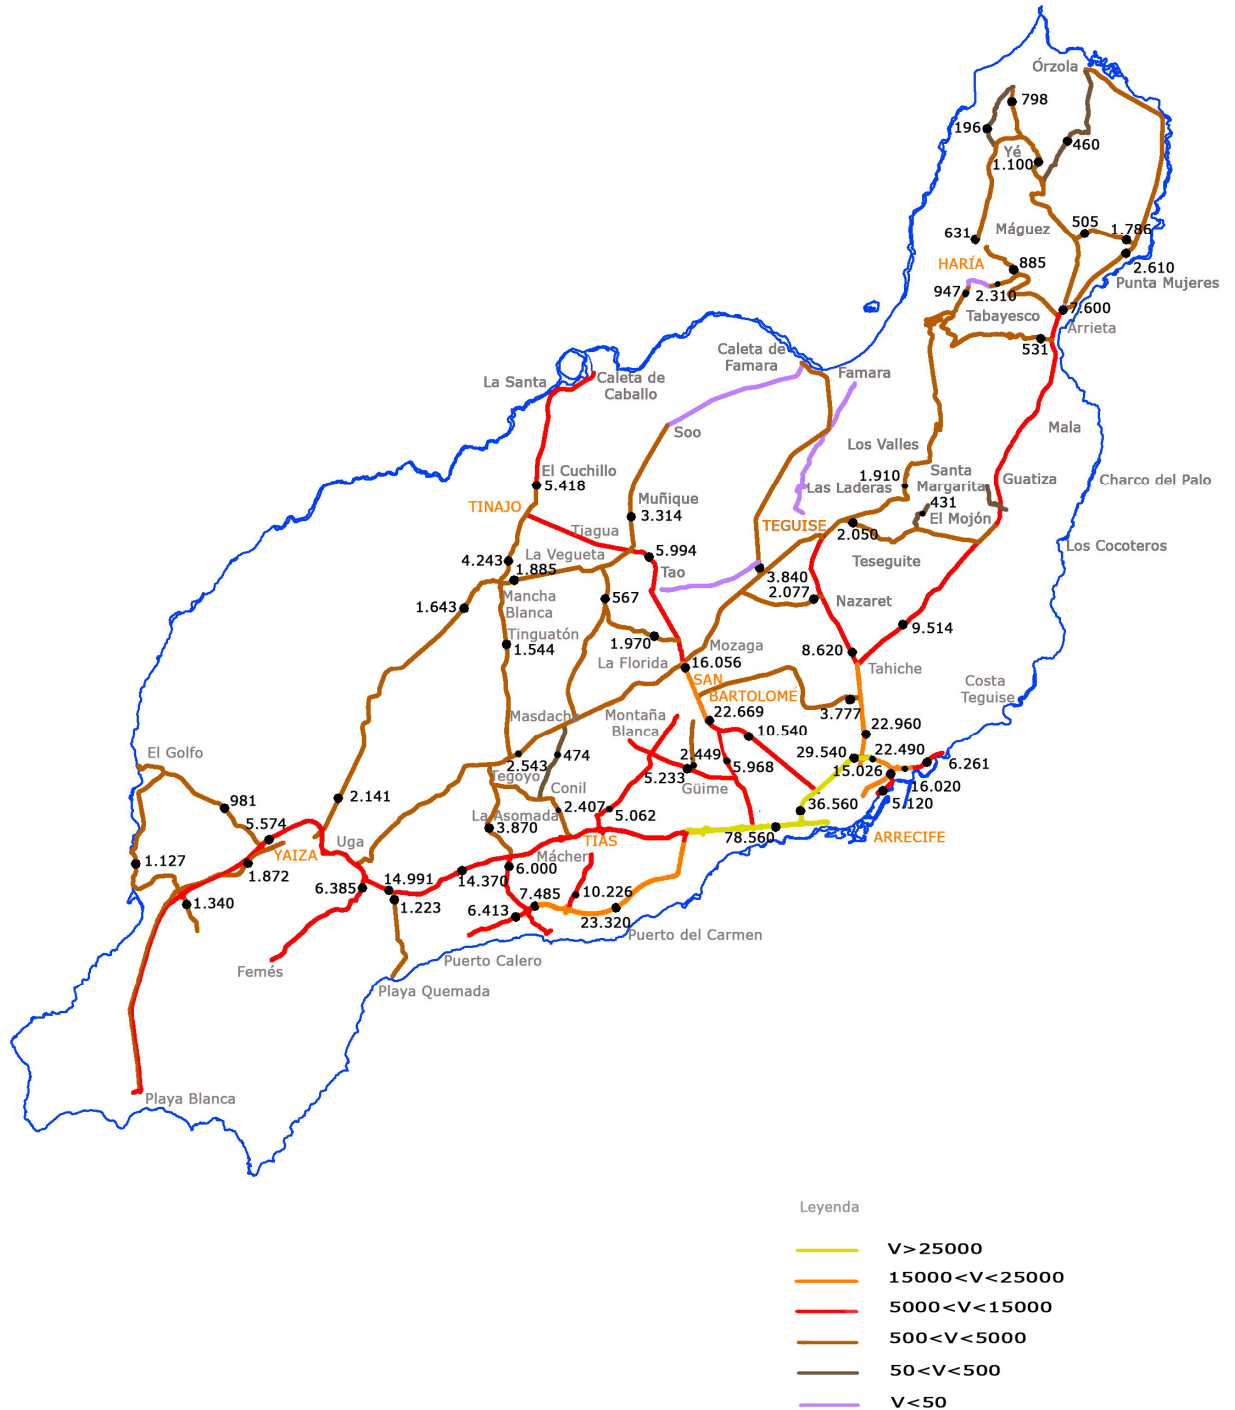 Órzola
798
196
460
Yé
1.100
505
1.786
631
Máguez
HARÍA
885
2.610
Punta Mujeres
947
2.310
7.600
Tabayesco
Arrieta
531
Caleta de
Famara
Famara
La Santa
Caleta de
Caballo
Soo
Mala
Los Valles
El Cuchillo
5.418
1.910
Santa
Margarita
Guatiza
Charco del Palo
Las Laderas
TINAJO
Muñique
3.314
431
El Mojón
TEGUISE
2.050
Tiagua
Los Cocoteros
La Vegueta
5.994
Teseguite
4.243
1.885
Tao
3.840
2.077
Mancha
Blanca
567
Nazaret
1.643
9.514
Tinguatón
1.544
1.970
Mozaga
8.620
La Florida
16.056
Tahiche
SAN
BARTOLOMÉ
Costa
Teguise
Masdache
Montaña
Blanca
22.669
3.777
10.540
22.960
El Golfo
474
2.449
29.540
22.490
2.543
5.968
15.026
6.261
Tegoyo
5.233
Güime
16.020
Conil
2.141
981
2.407
5.062
36.560
5.120
La Asomada
5.574
3.870
78.560
ARRECIFE
Uga
TÍAS
YAIZA
1.127
Mácher
1.872
6.000
6.385
14.991
14.370
10.226
1.340
1.223
7.485
6.413
23.320
Puerto del Carmen
Femés
Puerto Calero
Playa Quemada
Playa Blanca
Leyenda
V>25000
15000<V<25000
5000<V<15000
500<V<5000
50<V<500
V<50